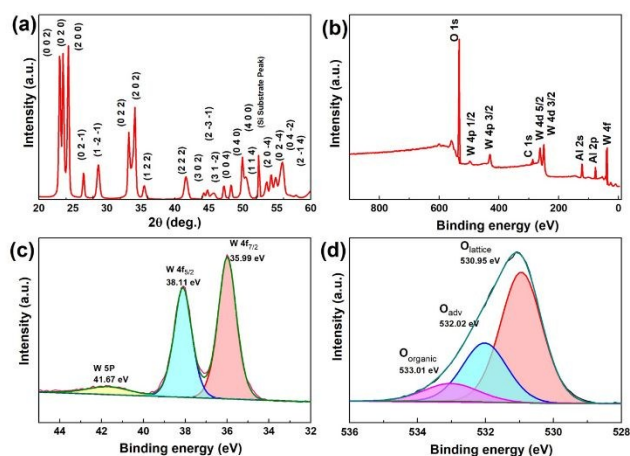 (a)
(0 0 2)
(0 2 0)
(2 0 0)
(0 2 -1)
(1 -2 -1)
(0 2 2)
(2 0 2)
(1 2 2)
(2 2 2)
(3 0 2)
(2 -3 -1)
(3 1 -2)
(0 0 4)
(0 4 0)
(4 0 0)
(1 1 4)
(Si Substrate Peak)
(2 0 -4)
(0 2 -4)
(0 4 -2)
(2 -1 4)
Intensity (a.u.)
20 25 30 35 40 45 50 55 60
2θ (deg.)
(b)
O 1s
W 4p 1/2
W 4p 3/2
C 1s
W 4d 5/2
W 4d 3/2
Al 2s
Al 2p
W 4f
Intensity (a.u.)
800 600 400 200 0
Binding energy (eV)
(c)
W 4f7/2
35.99 eV
W 4f5/2
38.11 eV
W 5P
41.67 eV
Intensity (a.u.)
44 42 40 38 36 34 32
Binding energy (eV)
(d)
Olattice
530.95 eV
Oadv
532.02 eV
Oorganic
533.01 eV
Intensity (a.u.)
536 534 532 530 528
Binding energy (eV)